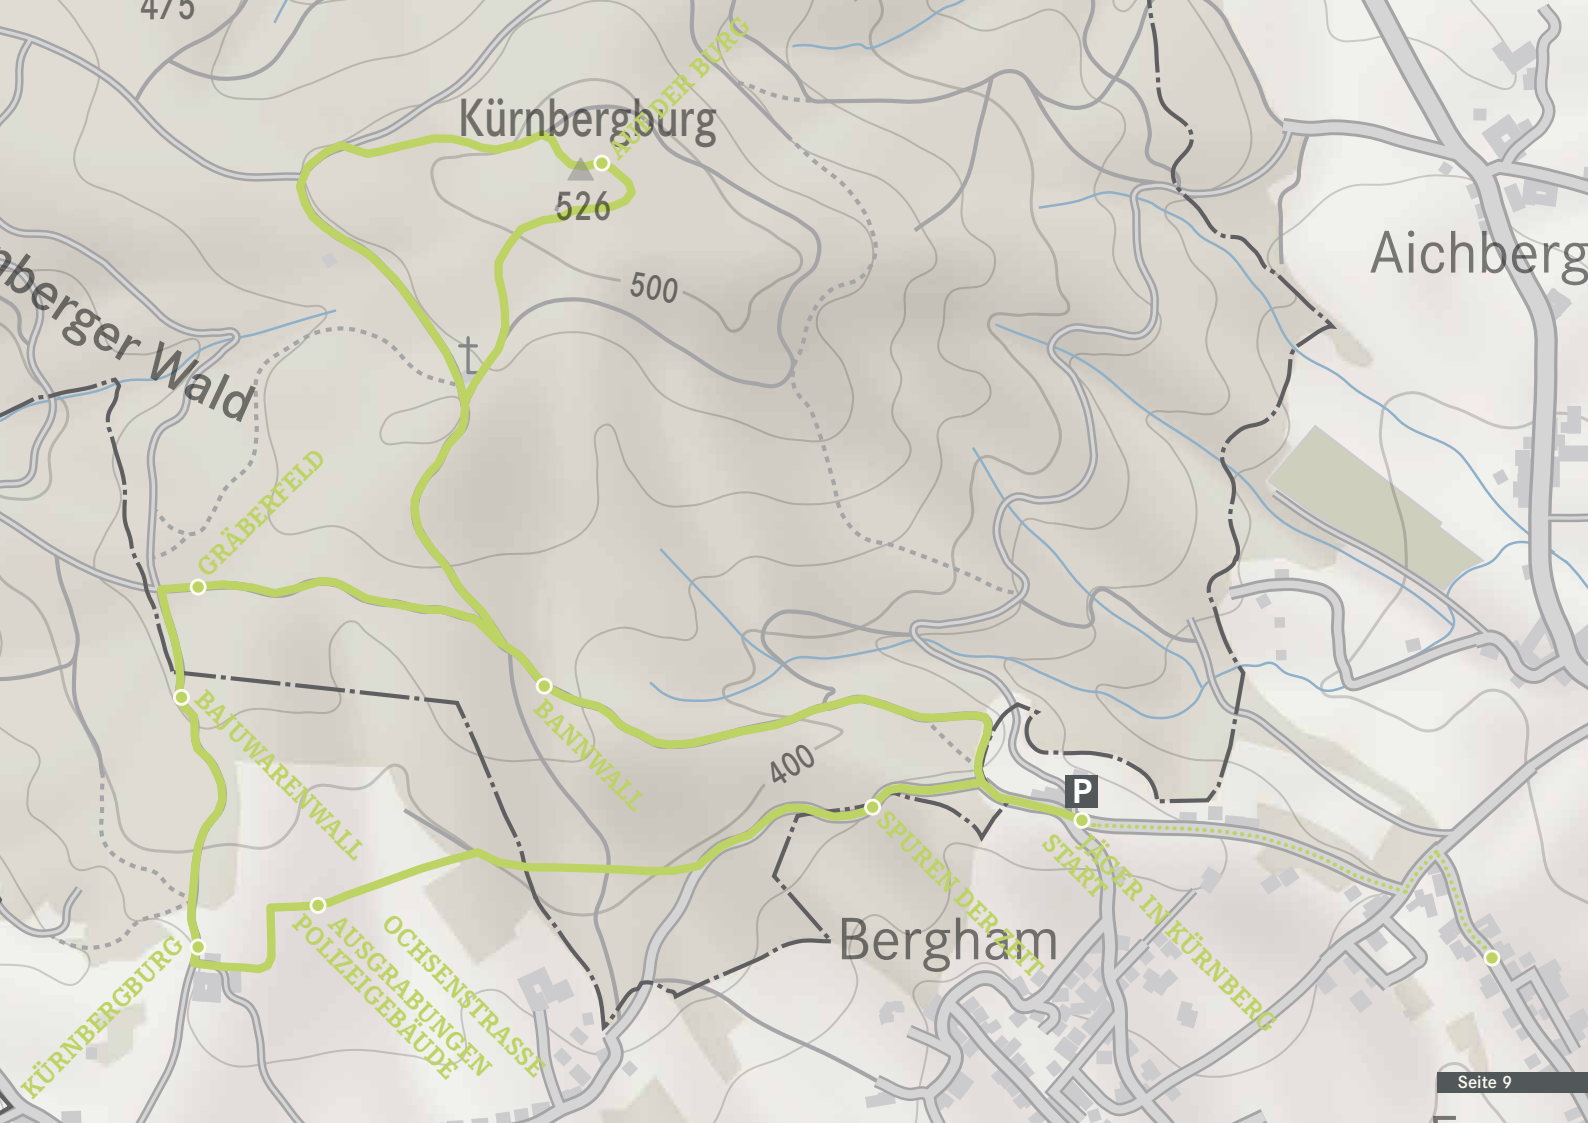 475
AUF DER BURG
Kürnbergburg
526
500
Aichberg
nberger Wald
GRÄBERFELD
BAJUWARENWALL
BANNWALL
400
P
START
JÄGER IN KÜRNBERG
SPUREN DER ZEIT
Bergham
OCHSENSTRASSE
AUSGRABUNGEN
POLIZEIGEBÄUDE
KÜRNBERGBURG
Seite 9